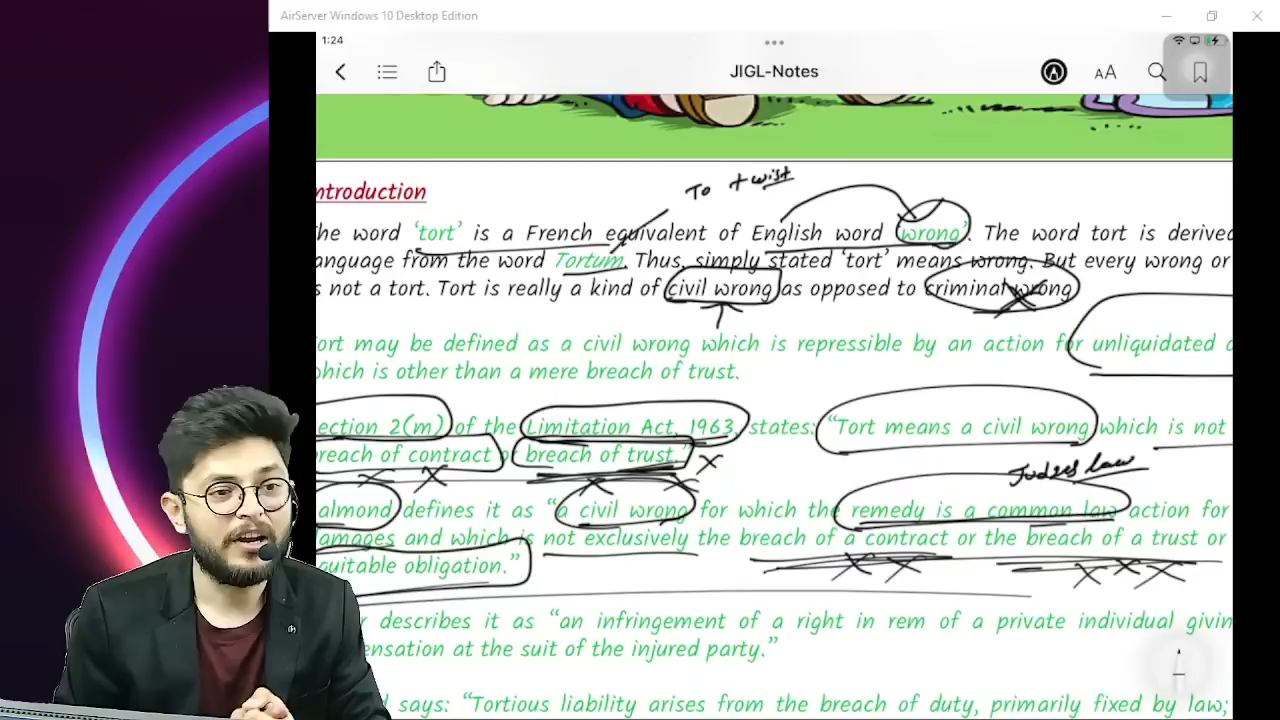 AirServer Windows 10 Desktop Edition
1:24
JIGL-Notes
AA
To twist
ntroduction
he word ‘tort’ is a French equivalent of English word ‘wrong’. The word tort is derived
anguage from the word Tortum. Thus, simply stated ‘tort’ means wrong. But every wrong or
s not a tort. Tort is really a kind of civil wrong as opposed to criminal wrong
ort may be defined as a civil wrong which is repressible by an action for unliquidated d
hich is other than a mere breach of trust.
ection 2(m) of the Limitation Act, 1963, states: “Tort means a civil wrong which is not
reach of contract or breach of trust.”
Judges law
almond defines it as “a civil wrong for which the remedy is a common law action for
amages and which is not exclusively the breach of a contract or the breach of a trust or
quitable obligation.”
r describes it as “an infringement of a right in rem of a private individual givin
ensation at the suit of the injured party.”
says: “Tortious liability arises from the breach of duty, primarily fixed by law;